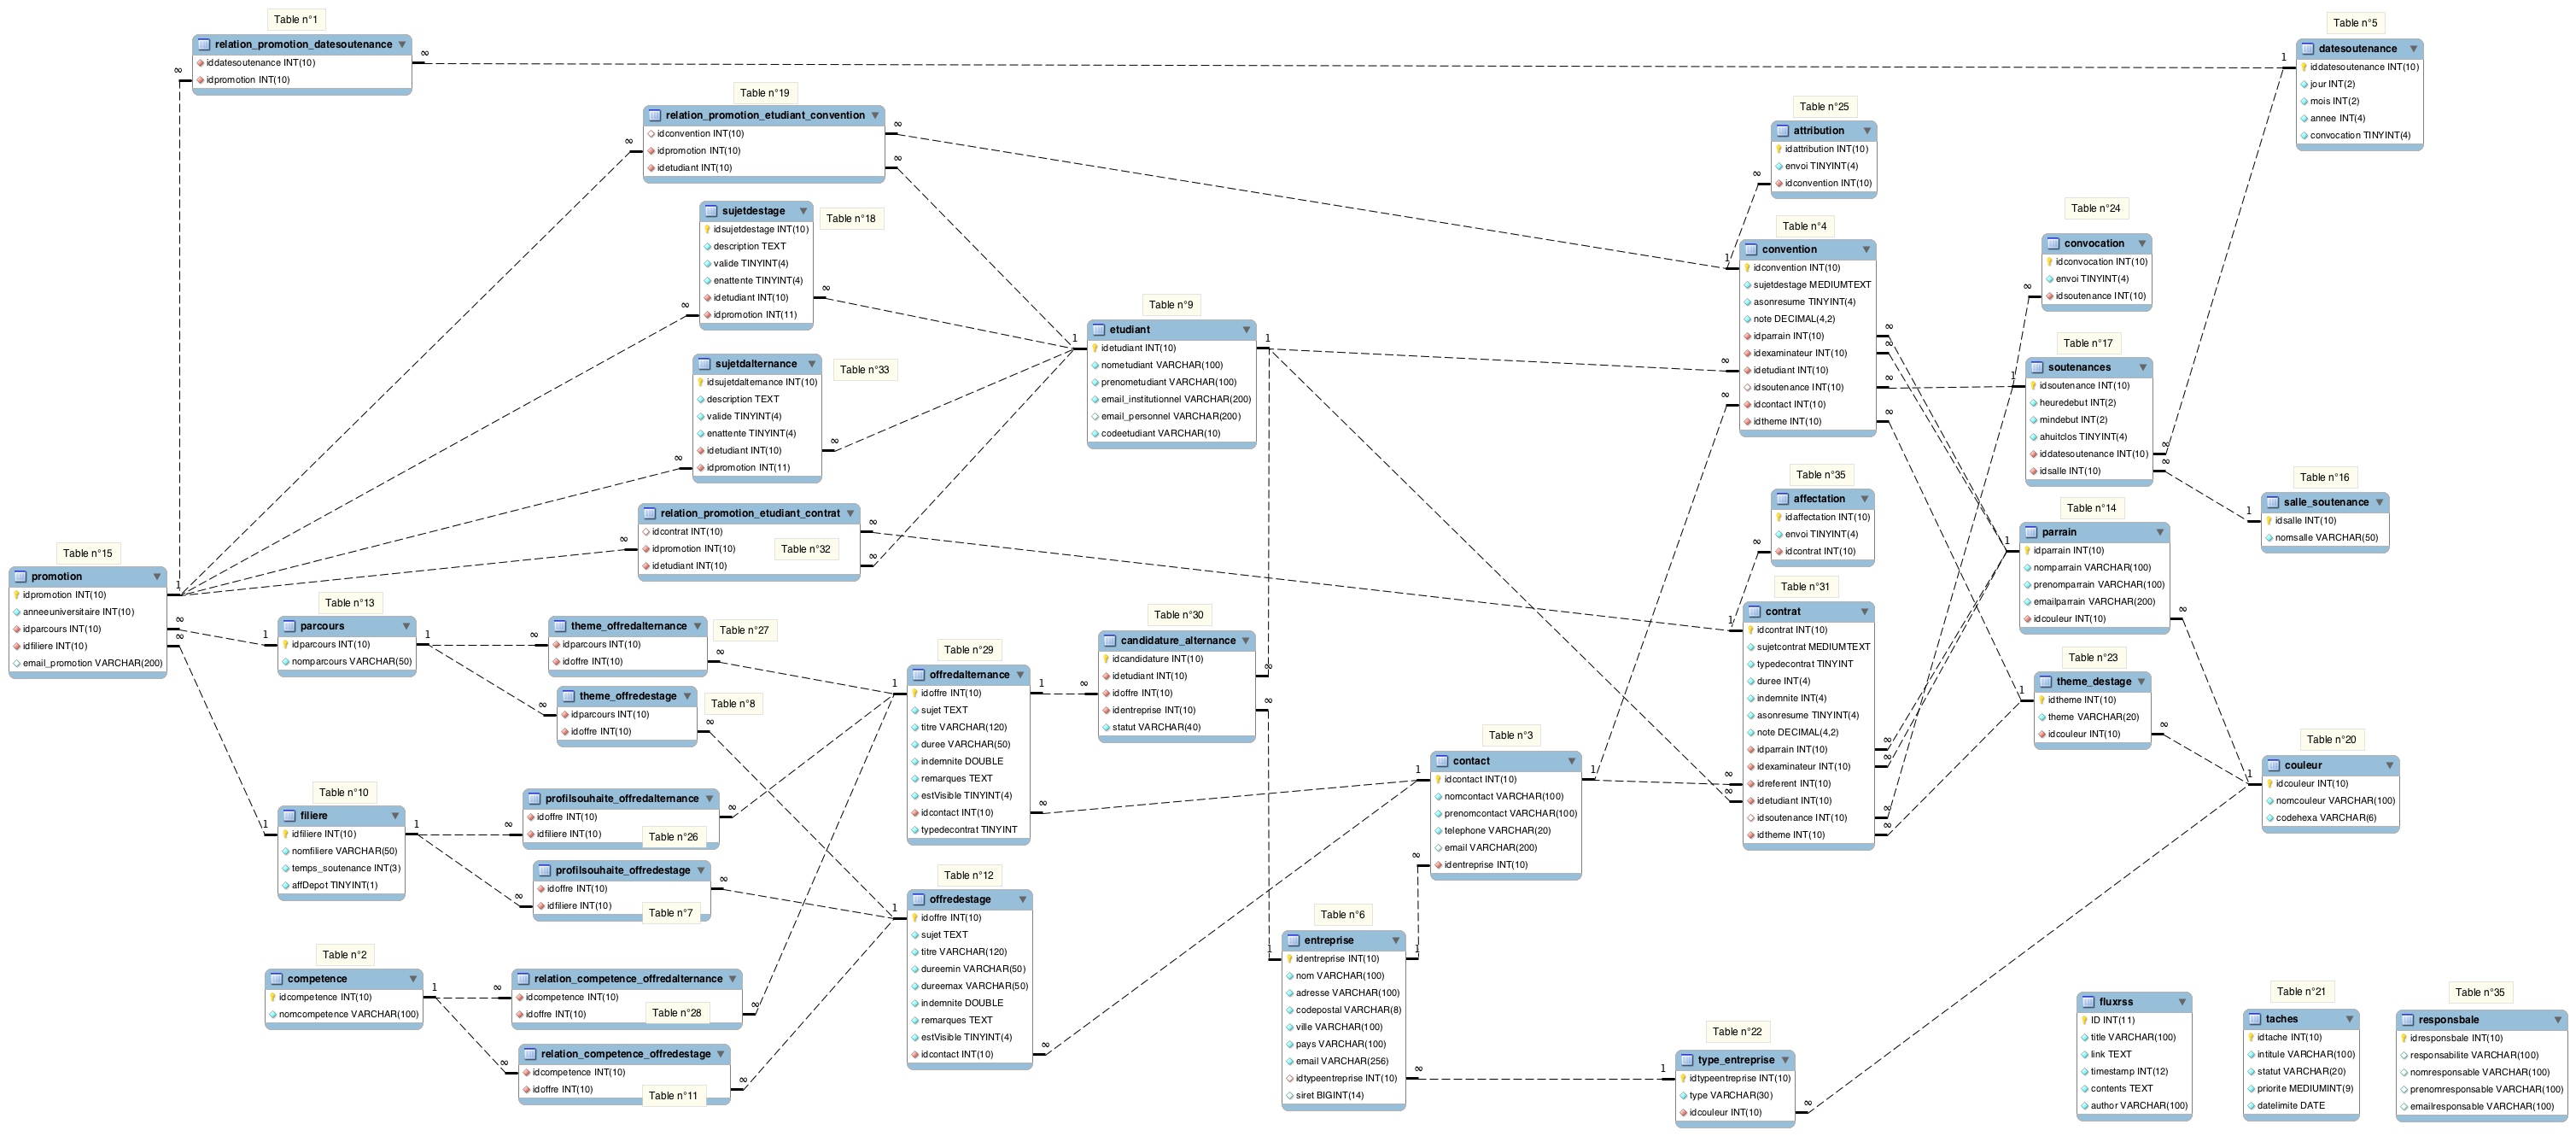 Table n°1
relation_promotion_datesoutenance
iddatesoutenance INT(10)
idpromotion INT(10)
Table n°5
datesoutenance
iddatesoutenance INT(10)
jour INT(2)
mois INT(2)
annee INT(4)
convocation TINYINT(4)
Table n°19
relation_promotion_etudiant_convention
idconvention INT(10)
idpromotion INT(10)
idetudiant INT(10)
Table n°25
attribution
idattribution INT(10)
envoi TINYINT(4)
idconvention INT(10)
Table n°18
sujetdestage
idsujetdestage INT(10)
description TEXT
valide TINYINT(4)
enattente TINYINT(4)
idetudiant INT(10)
idpromotion INT(11)
Table n°4
convention
idconvention INT(10)
sujetdestage MEDIUMTEXT
asonresume TINYINT(4)
note DECIMAL(4,2)
idparrain INT(10)
idexaminateur INT(10)
idetudiant INT(10)
idsoutenance INT(10)
idcontact INT(10)
idtheme INT(10)
Table n°24
convocation
idconvocation INT(10)
envoi TINYINT(4)
idsoutenance INT(10)
Table n°9
etudiant
idetudiant INT(10)
nometudiant VARCHAR(100)
prenometudiant VARCHAR(100)
email_institutionnel VARCHAR(200)
email_personnel VARCHAR(200)
codeetudiant VARCHAR(10)
Table n°17
soutenances
idsoutenance INT(10)
heuredebut INT(2)
mindebut INT(2)
ahuitclos TINYINT(4)
iddatesoutenance INT(10)
idsalle INT(10)
Table n°33
sujetdalternance
idsujetdalternance INT(10)
description TEXT
valide TINYINT(4)
enattente TINYINT(4)
idetudiant INT(10)
idpromotion INT(11)
Table n°35
affectation
idaffectation INT(10)
envoi TINYINT(4)
idcontrat INT(10)
Table n°16
salle_soutenance
idsalle INT(10)
nomsalle VARCHAR(50)
relation_promotion_etudiant_contrat
idcontrat INT(10)
idpromotion INT(10)
idetudiant INT(10)
Table n°32
Table n°14
parrain
idparrain INT(10)
nomparrain VARCHAR(100)
prenomparrain VARCHAR(100)
emailparrain VARCHAR(200)
idcouleur INT(10)
Table n°15
promotion
idpromotion INT(10)
anneeuniversitaire INT(10)
idparcours INT(10)
idfiliere INT(10)
email_promotion VARCHAR(200)
Table n°13
parcours
idparcours INT(10)
nomparcours VARCHAR(50)
Table n°27
theme_offredalternance
idparcours INT(10)
idoffre INT(10)
Table n°8
theme_offredestage
idparcours INT(10)
idoffre INT(10)
Table n°29
offredalternance
idoffre INT(10)
sujet TEXT
titre VARCHAR(120)
duree VARCHAR(50)
indemnite DOUBLE
remarques TEXT
estVisible TINYINT(4)
idcontact INT(10)
typedecontrat TINYINT
Table n°30
candidature_alternance
idcandidature INT(10)
idetudiant INT(10)
idoffre INT(10)
identreprise INT(10)
statut VARCHAR(40)
Table n°31
contrat
idcontrat INT(10)
sujetcontrat MEDIUMTEXT
typedecontrat TINYINT
duree INT(4)
indemnite INT(4)
asonresume TINYINT(4)
note DECIMAL(4,2)
idparrain INT(10)
idexaminateur INT(10)
idreferent INT(10)
idetudiant INT(10)
idsoutenance INT(10)
idtheme INT(10)
Table n°23
theme_destage
idtheme INT(10)
theme VARCHAR(20)
idcouleur INT(10)
Table n°3
contact
idcontact INT(10)
nomcontact VARCHAR(100)
prenomcontact VARCHAR(100)
telephone VARCHAR(20)
email VARCHAR(200)
identreprise INT(10)
Table n°20
couleur
idcouleur INT(10)
nomcouleur VARCHAR(100)
codehexa VARCHAR(6)
Table n°10
filiere
idfiliere INT(10)
nomfiliere VARCHAR(50)
temps_soutenance INT(3)
affDepot TINYINT(1)
profilsouhaite_offredalternance
idoffre INT(10)
idfiliere INT(10)
Table n°26
profilsouhaite_offredestage
idoffre INT(10)
idfiliere INT(10)
Table n°7
Table n°12
offredestage
idoffre INT(10)
sujet TEXT
titre VARCHAR(120)
dureemin VARCHAR(50)
dureemax VARCHAR(50)
indemnite DOUBLE
remarques TEXT
estVisible TINYINT(4)
idcontact INT(10)
Table n°6
entreprise
identreprise INT(10)
nom VARCHAR(100)
adresse VARCHAR(100)
codepostal VARCHAR(8)
ville VARCHAR(100)
pays VARCHAR(100)
email VARCHAR(256)
idtypeentreprise INT(10)
siret BIGINT(14)
Table n°2
competence
idcompetence INT(10)
nomcompetence VARCHAR(100)
relation_competence_offredalternance
idcompetence INT(10)
idoffre INT(10)
Table n°28
relation_competence_offredestage
idcompetence INT(10)
idoffre INT(10)
Table n°11
Table n°22
type_entreprise
idtypeentreprise INT(10)
type VARCHAR(30)
idcouleur INT(10)
fluxrss
ID INT(11)
title VARCHAR(100)
link TEXT
timestamp INT(12)
contents TEXT
author VARCHAR(100)
Table n°21
taches
idtache INT(10)
intitule VARCHAR(100)
statut VARCHAR(20)
priorite MEDIUMINT(9)
datelimite DATE
Table n°35
responsbale
idresponsbale INT(10)
responsabilite VARCHAR(100)
nomresponsable VARCHAR(100)
prenomresponsable VARCHAR(100)
emailresponsable VARCHAR(100)